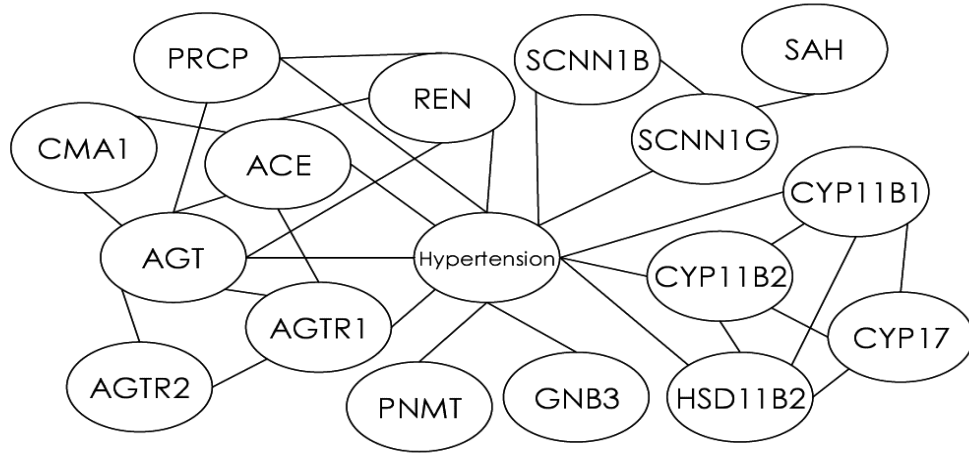 PRCP
SCNN1B
SAH
REN
SCNN1G
CMA1
ACE
CYP11B1
AGT
Hypertension
CYP11B2
AGTR1
CYP17
AGTR2
PNMT
GNB3
HSD11B2